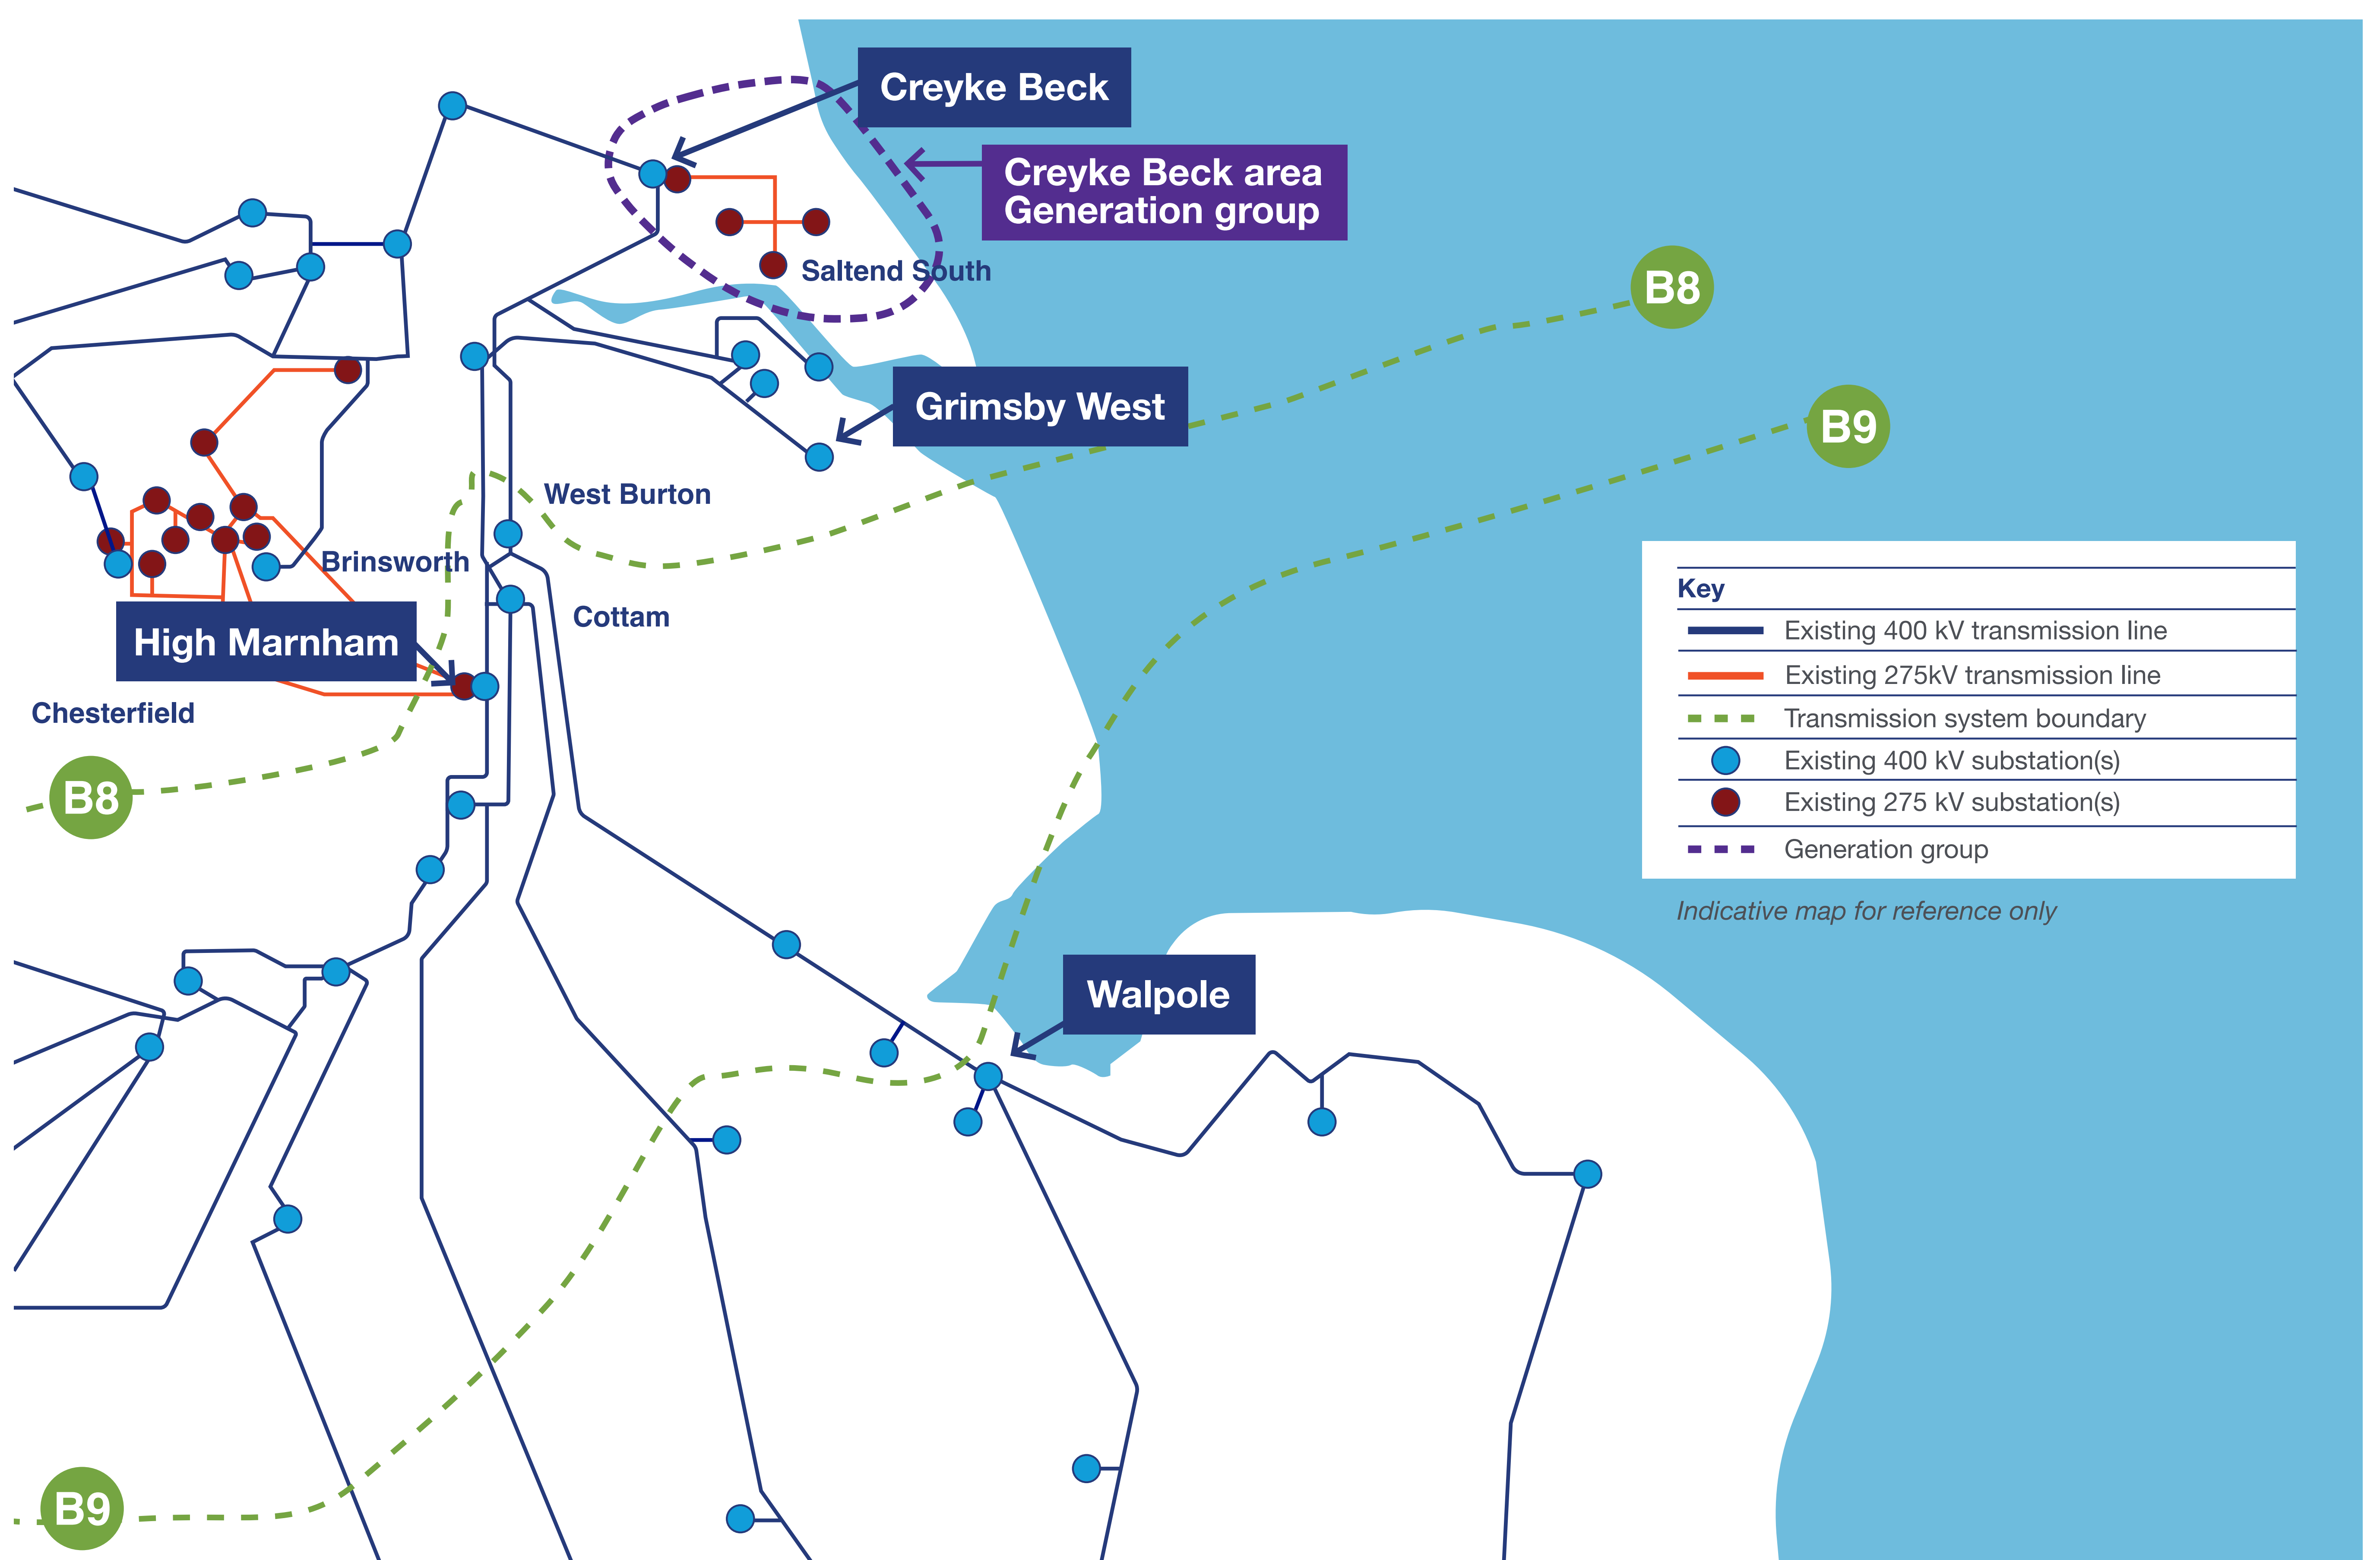 Creyke Beck
Creyke Beck area
Generation group
Saltend South
B8
Grimsby West
B9
West Burton
Brinsworth
Cottam
High Marnham
Chesterfield
B8
Key
Existing 400 kV transmission line
Existing 275kV transmission line
Transmission system boundary
Existing 400 kV substation(s)
Existing 275 kV substation(s)
Generation group
Indicative map for reference only
Walpole
B9